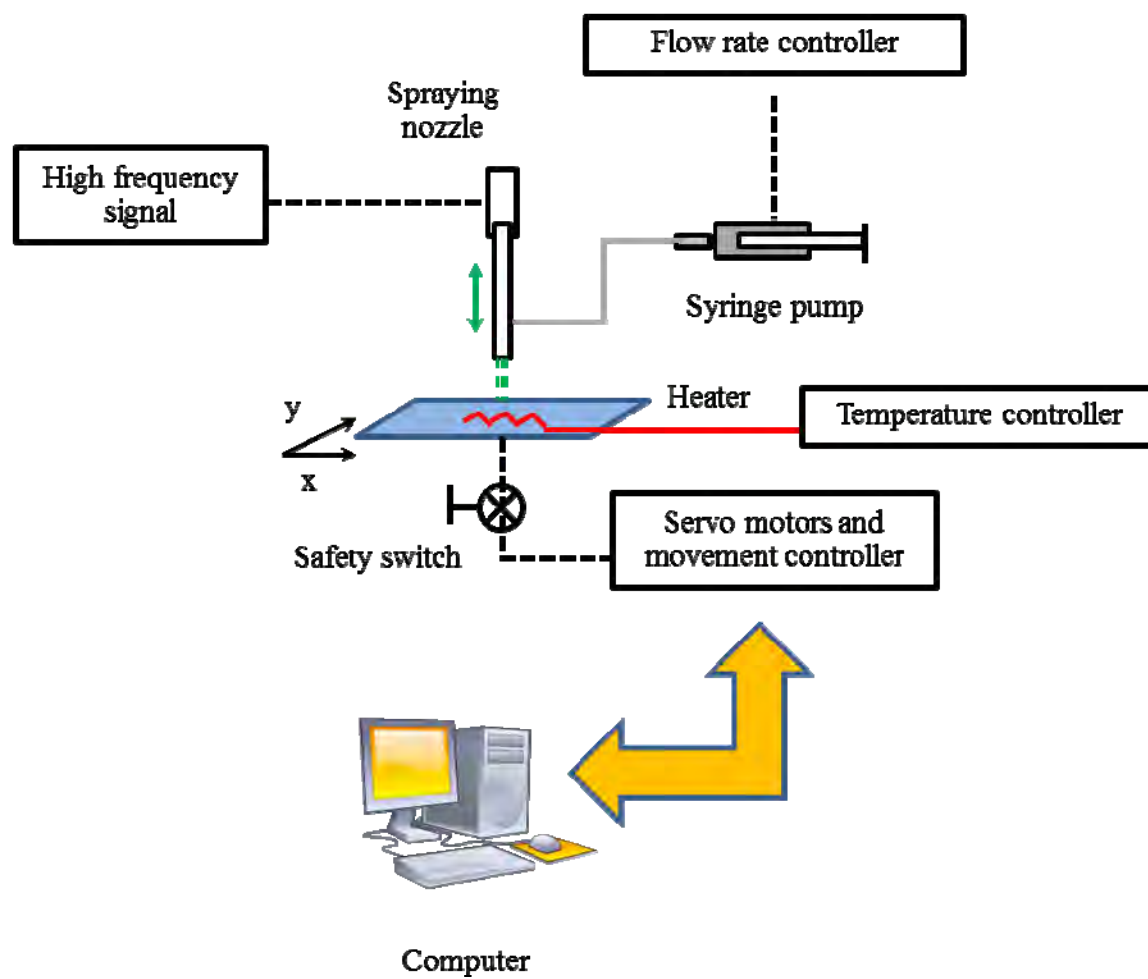 Flow rate controller
Spraying
nozzle
High frequency
signal
Syringe pump
Heater
Temperature controller
y
x
Safety switch
Servo motors and
movement controller
Computer